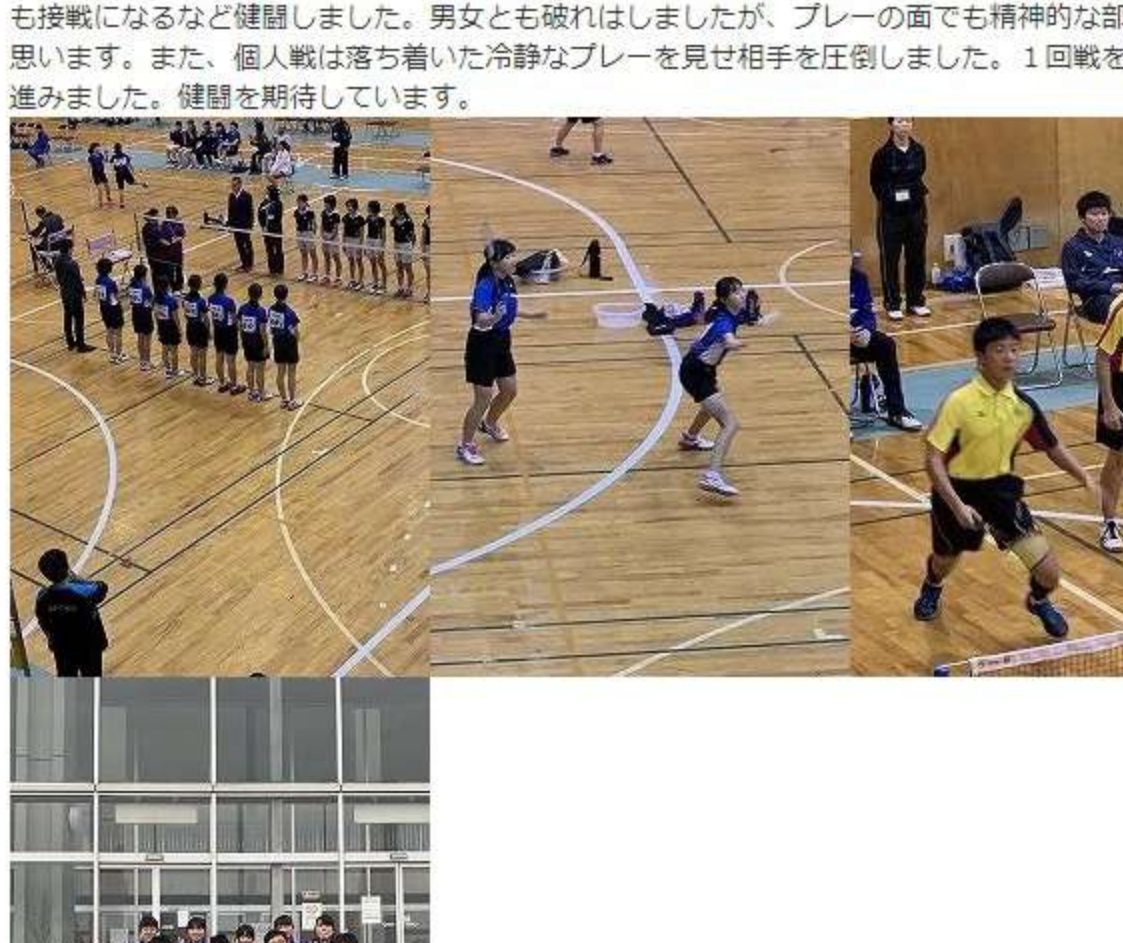 も接戦になるなど健闘しました。男女とも破れはしましたが、プレーの面でも精神的な部
思います。また、個人戦は落ち着いた冷静なプレーを見せ相手を圧倒しました。１回戦を
進みました。健闘を期待しています。